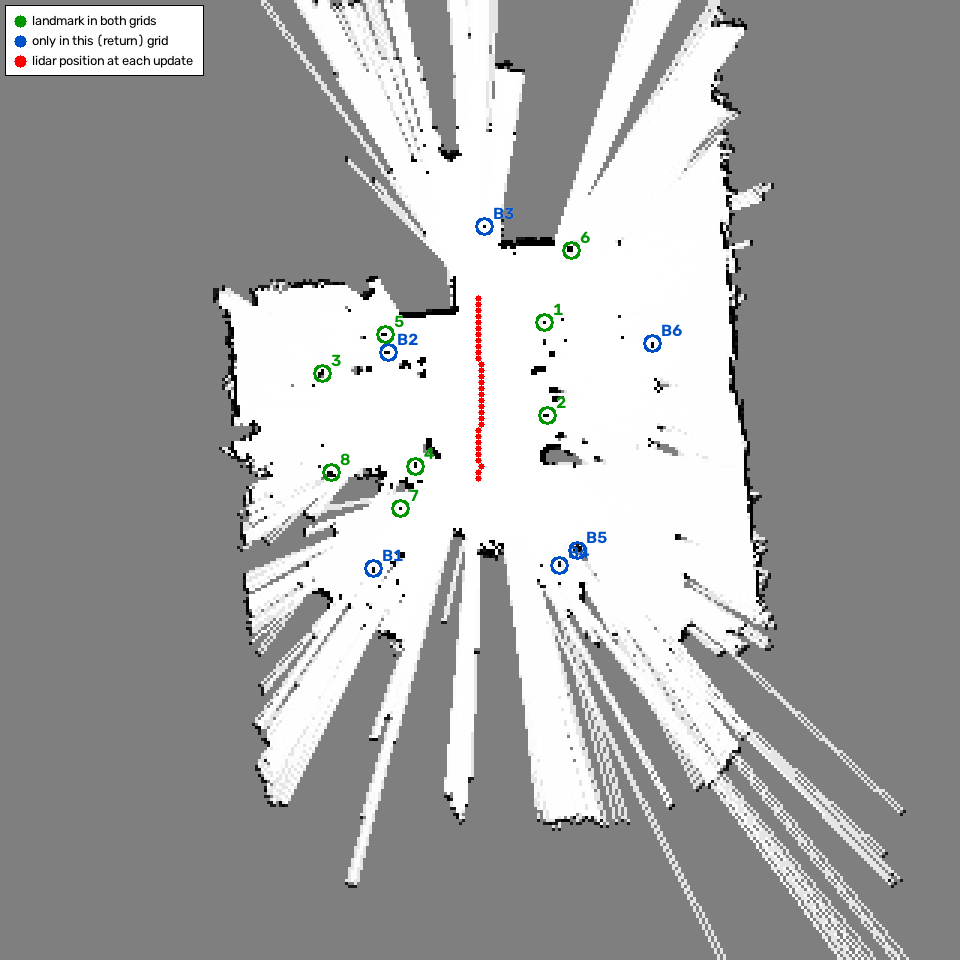 landmark in both grids
only in this (return) grid
lidar position at each update
B3
6
1
5
B2
B6
3
2
4
8
7
B5
B1